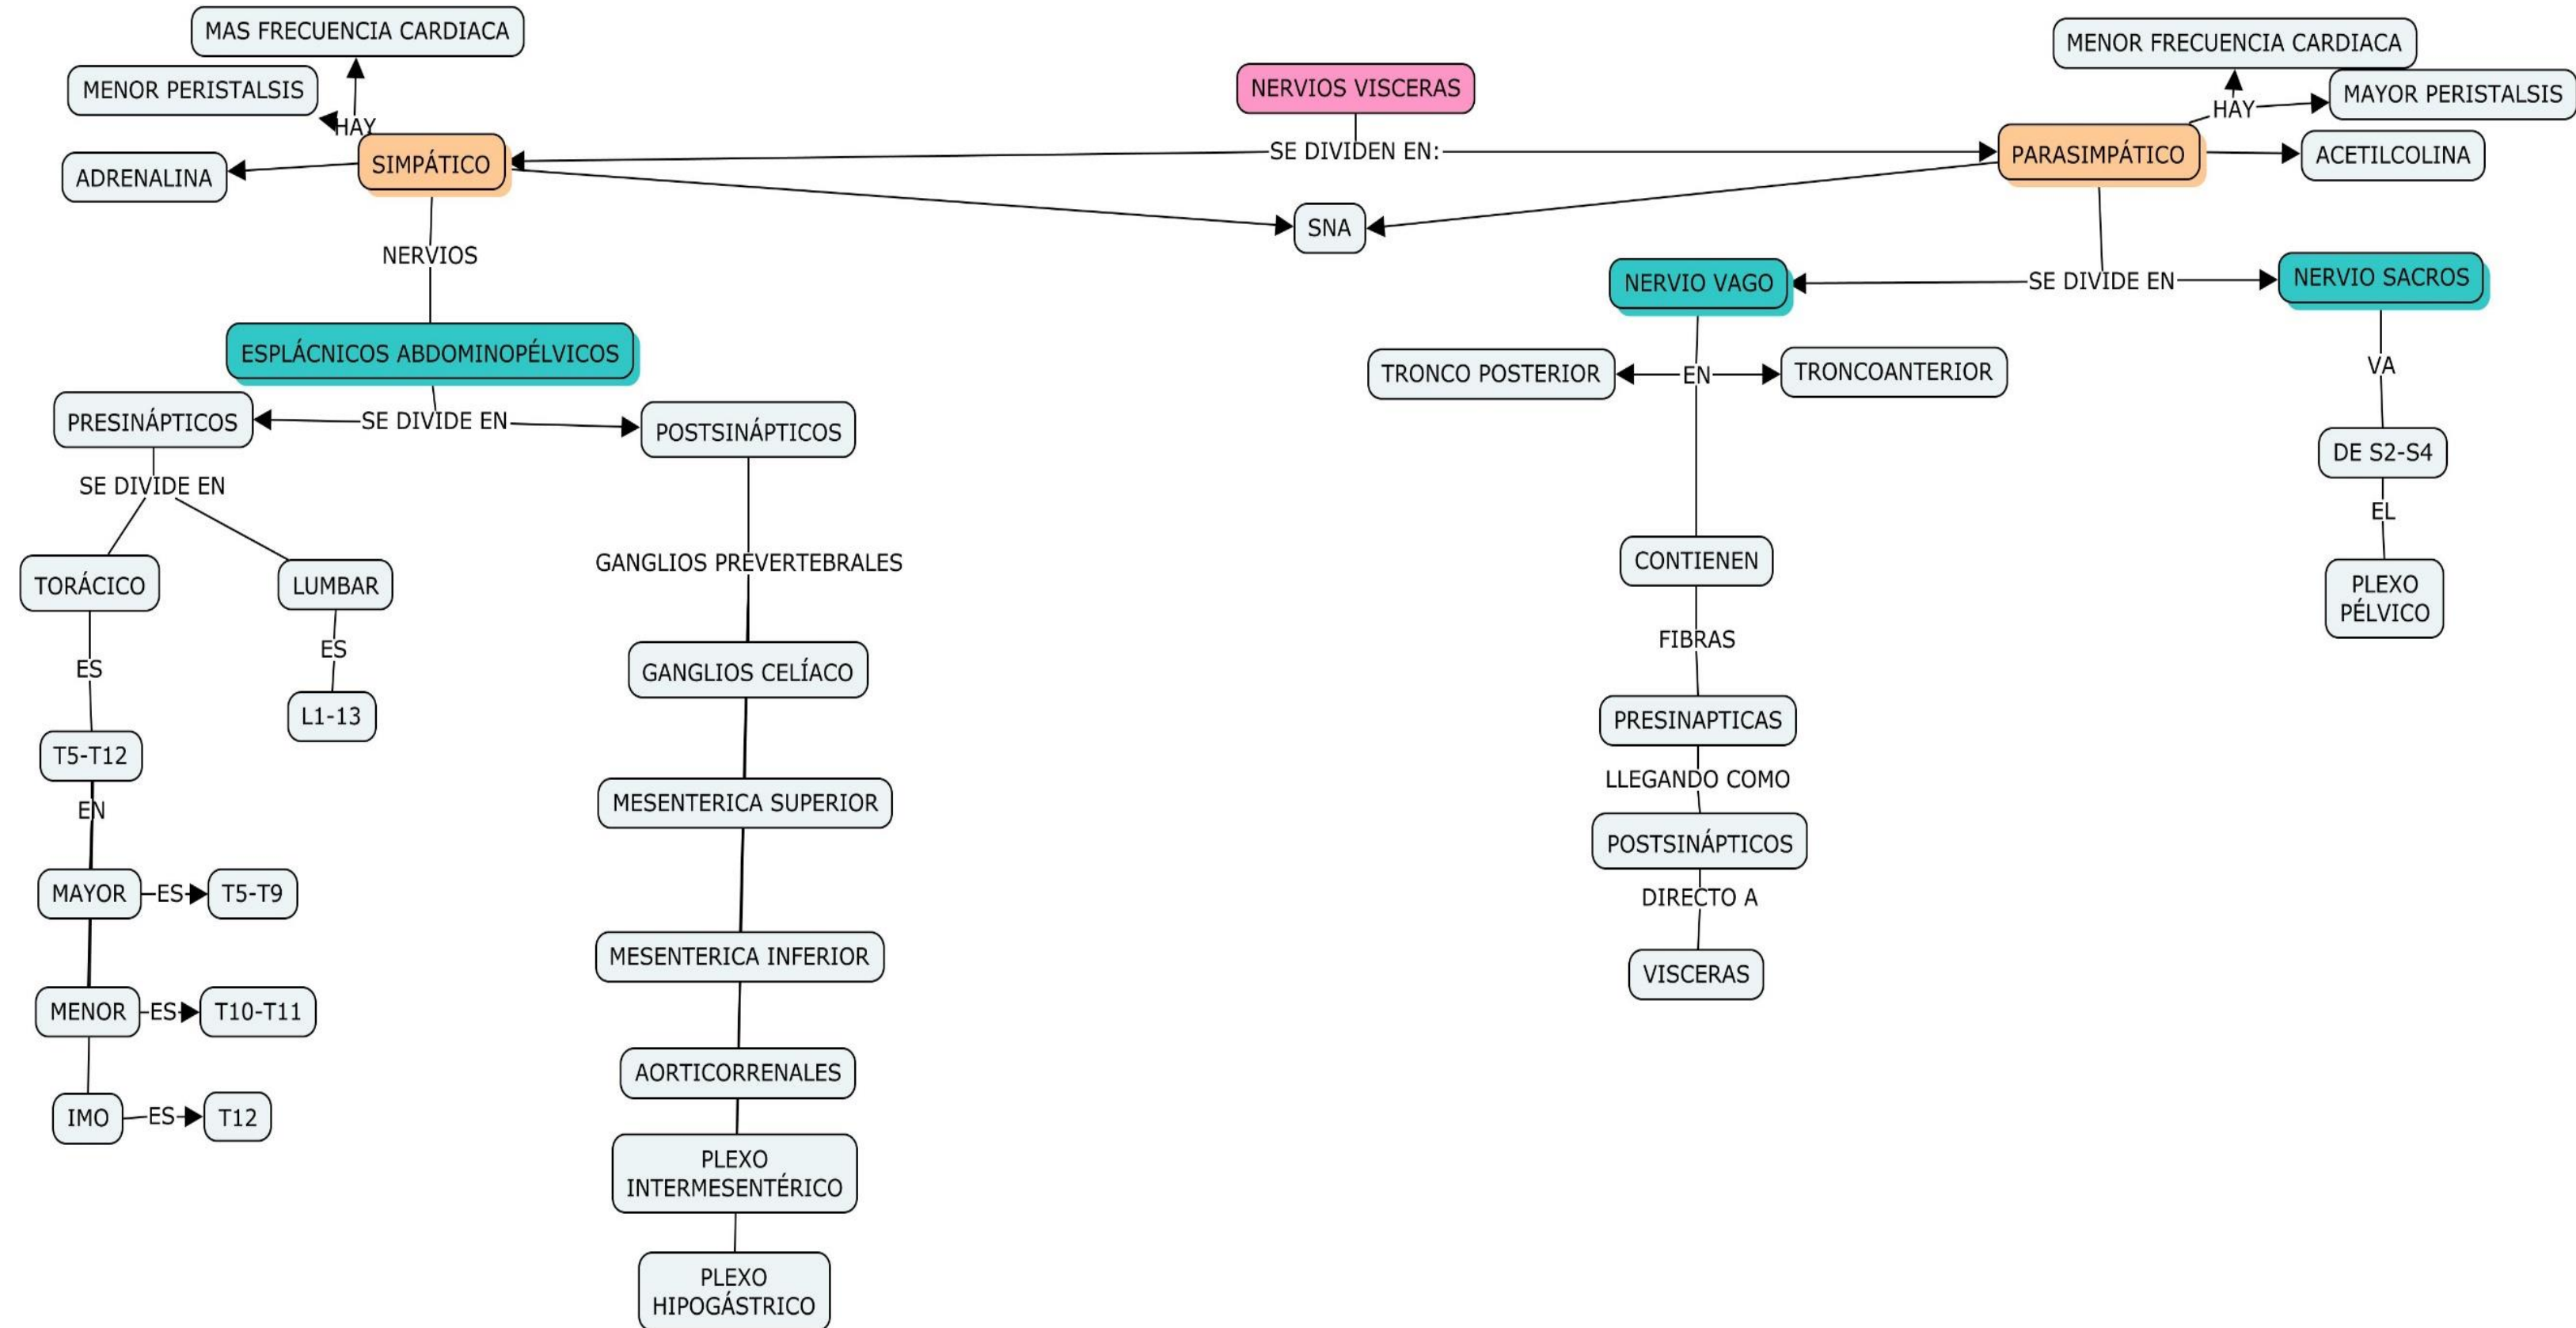 MAS FRECUENCIA CARDIACA
MENOR PERISTALSIS
HAY
ADRENALINA
SIMPÁTICO
NERVIOS VISCERAS
SE DIVIDEN EN:
SNA
MENOR FRECUENCIA CARDIACA
MAYOR PERISTALSIS
HAY
PARASIMPÁTICO
ACETILCOLINA
NERVIOS
ESPLÁCNICOS ABDOMINOPÉLVICOS
PRESINÁPTICOS
SE DIVIDE EN
POSTSINÁPTICOS
SE DIVIDE EN
TORÁCICO
LUMBAR
ES
ES
L1-13
T5-T12
EN
MAYOR
ES
T5-T9
MENOR
ES
T10-T11
IMO
ES
T12
GANGLIOS PREVERTEBRALES
GANGLIOS CELÍACO
MESENTERICA SUPERIOR
MESENTERICA INFERIOR
AORTICORRENALES
PLEXO
INTERMESENTÉRICO
PLEXO
HIPOGÁSTRICO
NERVIO VAGO
SE DIVIDE EN
NERVIO SACROS
TRONCO POSTERIOR
EN
TRONCOANTERIOR
CONTIENEN
FIBRAS
PRESINAPTICAS
LLEGANDO COMO
POSTSINÁPTICOS
DIRECTO A
VISCERAS
VA
DE S2-S4
EL
PLEXO
PÉLVICO